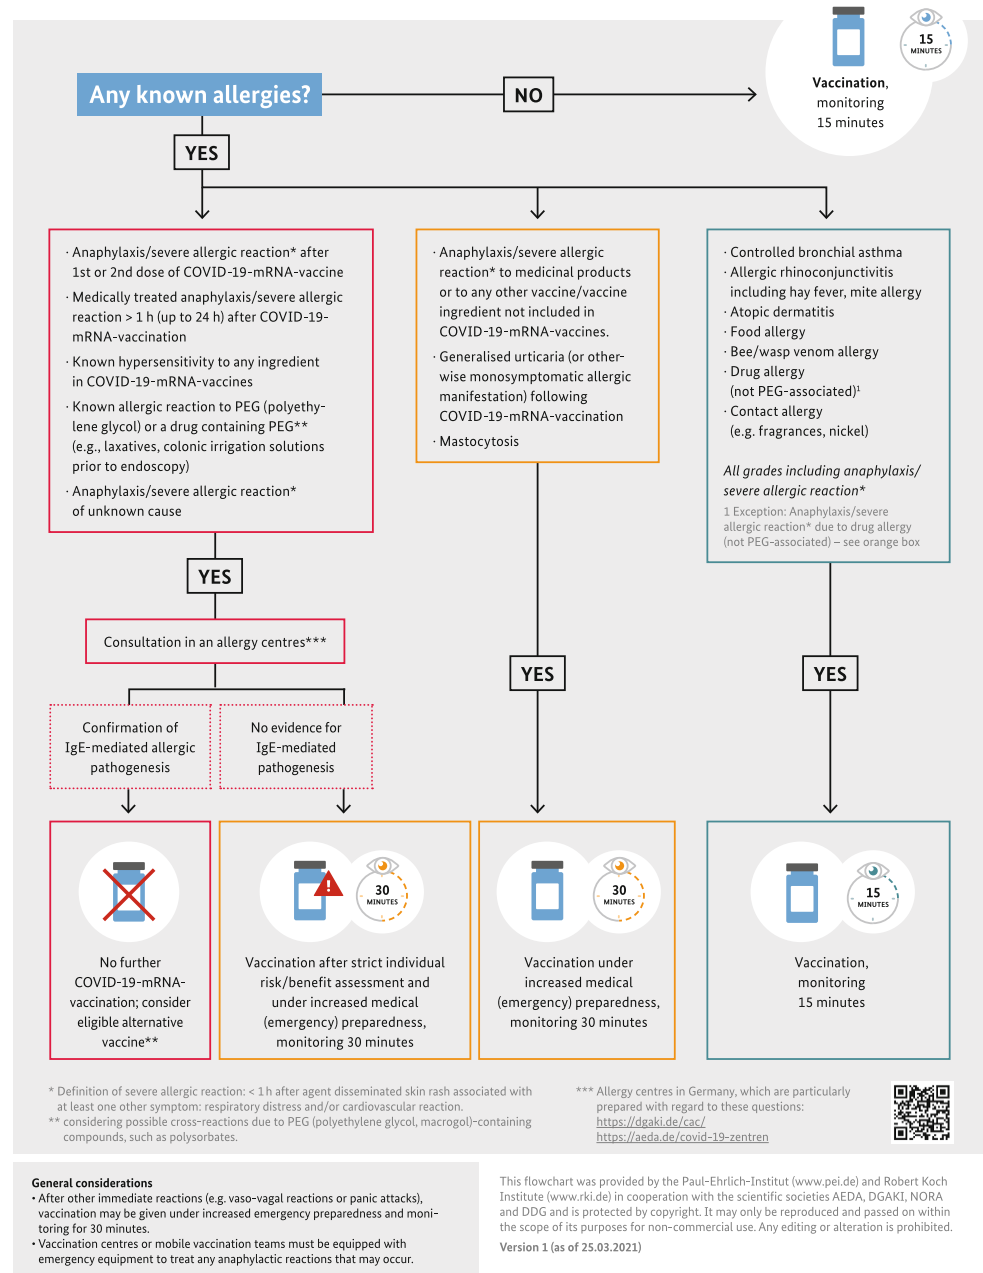 15
MINUTES
Vaccination,
monitoring
15 minutes
Any known allergies?
NO
YES
· Anaphylaxis/severe allergic reaction* after
1st or 2nd dose of COVID-19-mRNA-vaccine
· Medically treated anaphylaxis/severe allergic
reaction > 1 h (up to 24 h) after COVID-19-
mRNA-vaccination
· Known hypersensitivity to any ingredient
in COVID-19-mRNA-vaccines
· Known allergic reaction to PEG (polyethy-
lene glycol) or a drug containing PEG**
(e.g., laxatives, colonic irrigation solutions
prior to endoscopy)
· Anaphylaxis/severe allergic reaction*
of unknown cause
· Anaphylaxis/severe allergic
reaction* to medicinal products
or to any other vaccine/vaccine
ingredient not included in
COVID-19-mRNA-vaccines.
· Generalised urticaria (or other-
wise monosymptomatic allergic
manifestation) following
COVID-19-mRNA-vaccination
· Mastocytosis
· Controlled bronchial asthma
· Allergic rhinoconjunctivitis
including hay fever, mite allergy
· Atopic dermatitis
· Food allergy
· Bee/wasp venom allergy
· Drug allergy
(not PEG-associated)¹
· Contact allergy
(e.g. fragrances, nickel)
All grades including anaphylaxis/
severe allergic reaction*
1 Exception: Anaphylaxis/severe
allergic reaction* due to drug allergy
(not PEG-associated) – see orange box
YES
Consultation in an allergy centres***
YES
YES
Confirmation of
IgE-mediated allergic
pathogenesis
No evidence for
IgE-mediated
pathogenesis
No further
COVID-19-mRNA-
vaccination; consider
eligible alternative
vaccine**
!
30
MINUTES
Vaccination after strict individual
risk/benefit assessment and
under increased medical
(emergency) preparedness,
monitoring 30 minutes
30
MINUTES
Vaccination under
increased medical
(emergency) preparedness,
monitoring 30 minutes
15
MINUTES
Vaccination,
monitoring
15 minutes
* Definition of severe allergic reaction: < 1 h after agent disseminated skin rash associated with
at least one other symptom: respiratory distress and/or cardiovascular reaction.
** considering possible cross-reactions due to PEG (polyethylene glycol, macrogol)-containing
compounds, such as polysorbates.
*** Allergy centres in Germany, which are particularly
prepared with regard to these questions:
https://dgaki.de/cac/
https://aeda.de/covid-19-zentren
General considerations
• After other immediate reactions (e.g. vaso-vagal reactions or panic attacks),
vaccination may be given under increased emergency preparedness and moni-
toring for 30 minutes.
• Vaccination centres or mobile vaccination teams must be equipped with
emergency equipment to treat any anaphylactic reactions that may occur.
This flowchart was provided by the Paul-Ehrlich-Institut (www.pei.de) and Robert Koch
Institute (www.rki.de) in cooperation with the scientific societies AEDA, DGAKI, NORA
and DDG and is protected by copyright. It may only be reproduced and passed on within
the scope of its purposes for non-commercial use. Any editing or alteration is prohibited.
Version 1 (as of 25.03.2021)